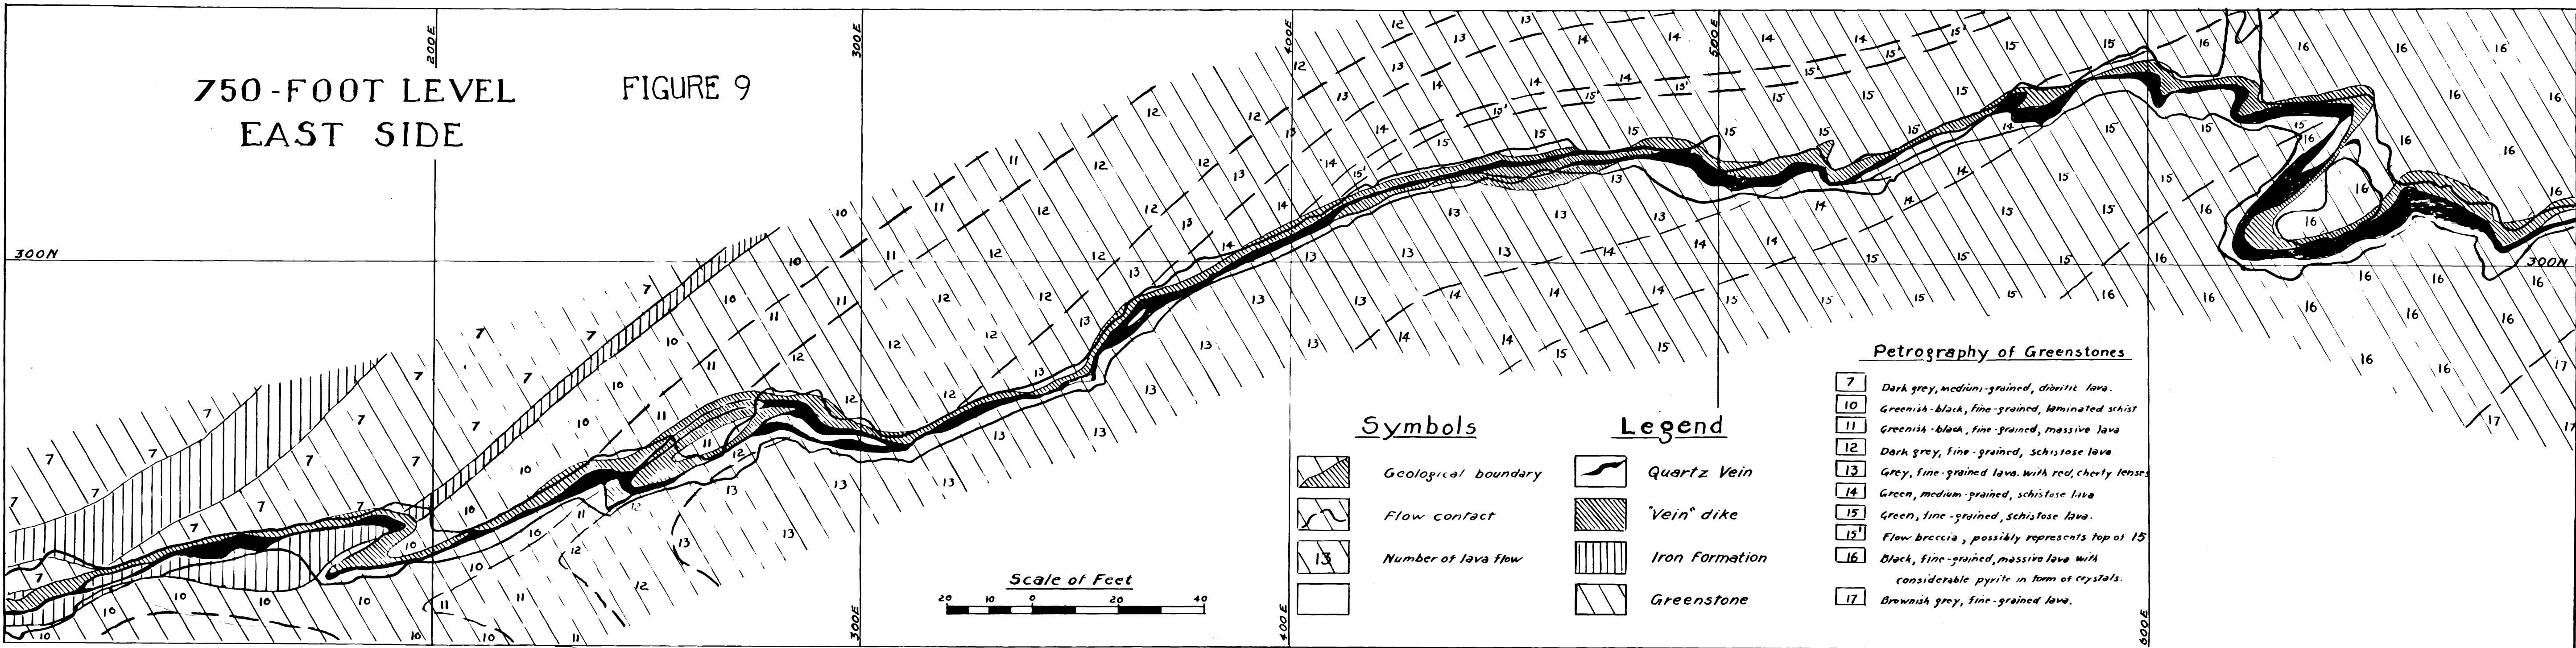 750-FOOT LEVEL
EAST SIDE
FIGURE 9
200E
300E
400E
500E
300N
300N
300E
400E
600E
Symbols
Geological boundary
Flow contact
13 Number of lava flow
Legend
Quartz Vein
"Vein" dike
Iron Formation
Greenstone
Scale of Feet
20 10 0 20 40
Petrography of Greenstones
7 Dark grey, medium-grained, dioritic lava.
10 Greenish-black, fine-grained, laminated schist
11 Greenish-black, fine-grained, massive lava
12 Dark grey, fine-grained, schistose lava
13 Grey, fine-grained lava with red, cherty lenses
14 Green, medium-grained, schistose lava
15 Green, fine-grained, schistose lava.
15' Flow breccia, possibly represents top of 15
16 Black, fine-grained, massive lava with
considerable pyrite in form of crystals.
17 Brownish grey, fine-grained lava.